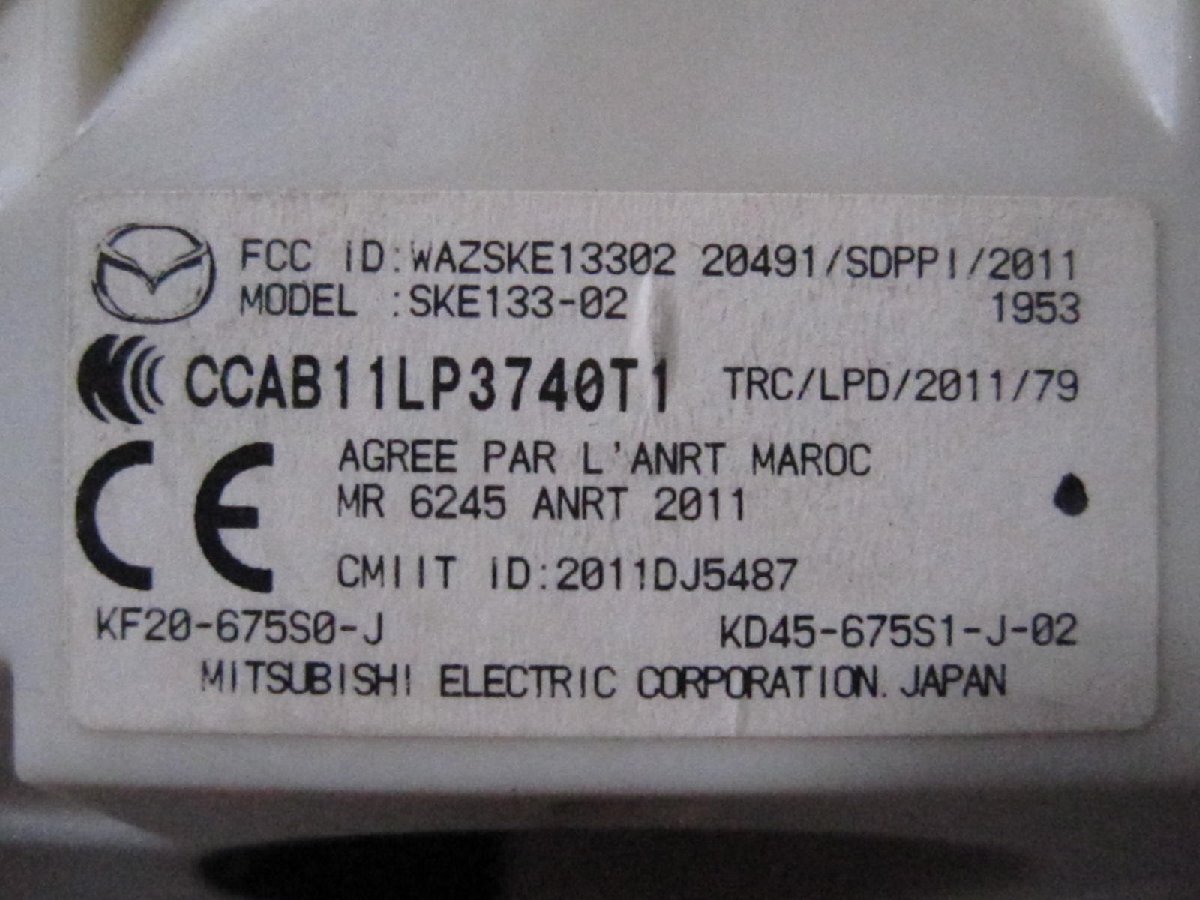 FCC ID:WAZSKE13302 20491/SDPPI/2011
MODEL :SKE133-02 1953
CCAB11LP3740T1 TRC/LPD/2011/79
CE
AGREE PAR L'ANRT MAROC
MR 6245 ANRT 2011
CMIIT ID:2011DJ5487
KF20-675S0-J KD45-675S1-J-02
MITSUBISHI ELECTRIC CORPORATION. JAPAN